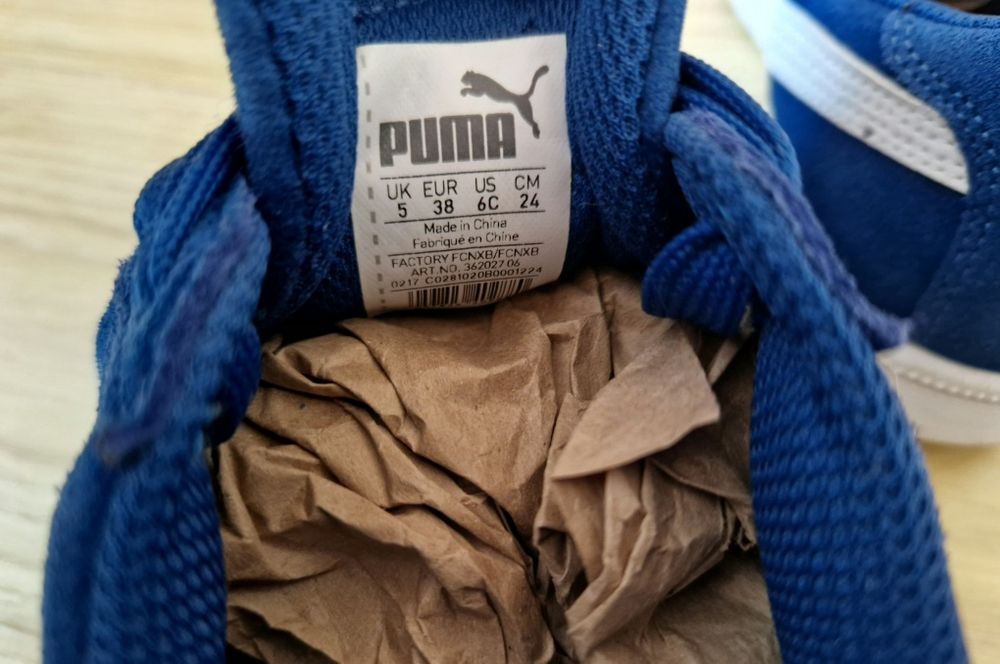 PUMA
UK EUR US CM
5 38 6C 24
Made in China
Fabriqué en Chine
FACTORY FCNXB/FCNXB
ART.NO. 362027 06
0217 C0281020B0001224